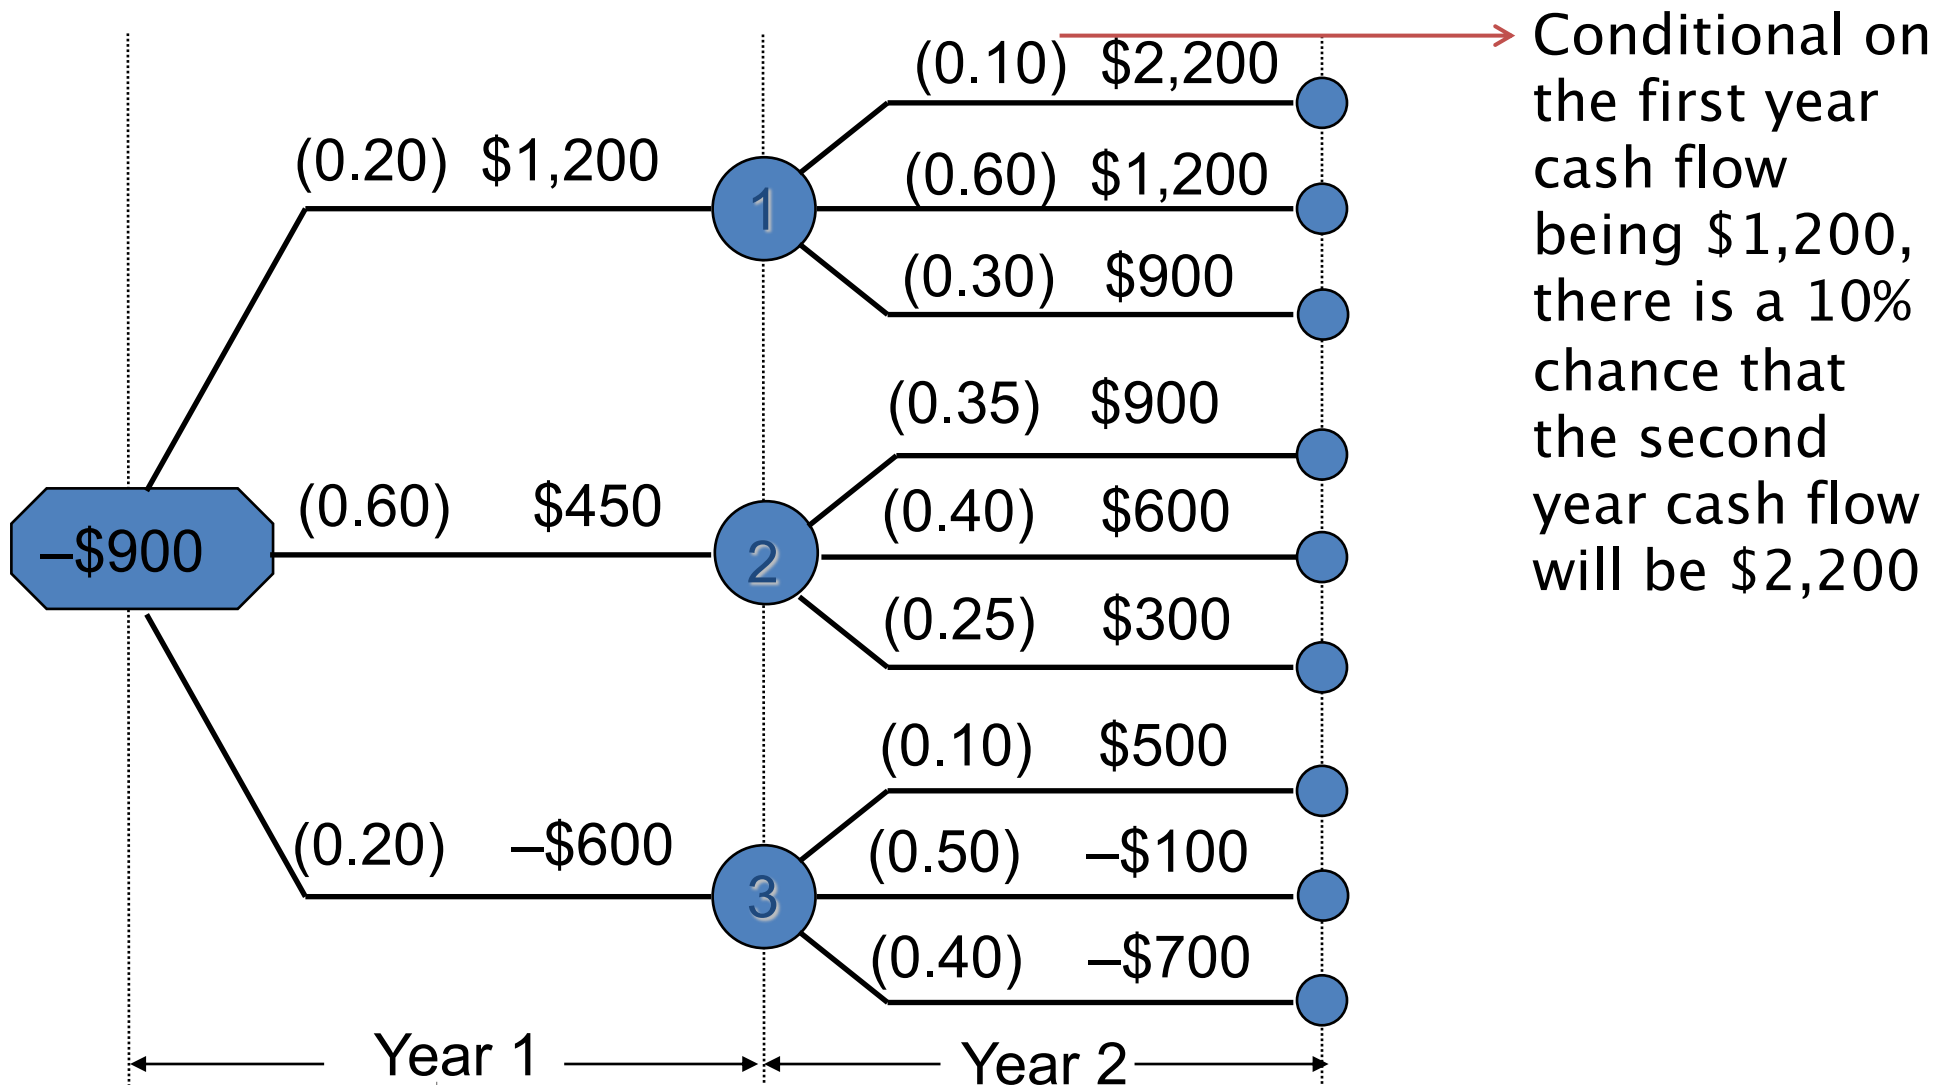 (0.10) $2,200
(0.20) $1,200
1
(0.60) $1,200
(0.30) $900
(0.35) $900
–$900
(0.60) $450
2
(0.40) $600
(0.25) $300
(0.10) $500
(0.20) –$600
3
(0.50) –$100
(0.40) –$700
Year 1
Year 2
Conditional on
the first year
cash flow
being $1,200,
there is a 10%
chance that
the second
year cash flow
will be $2,200